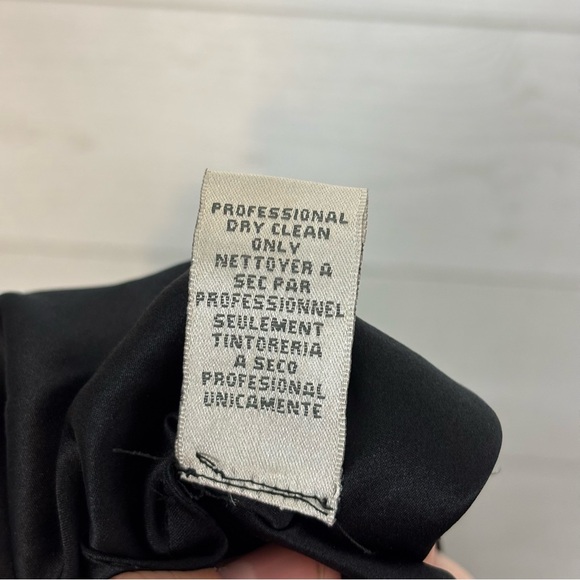 PROFESSIONAL
DRY CLEAN
ONLY
NETTOYER A
SEC PAR
PROFESSIONNEL
SEULEMENT
TINTORERIA
A SECO
PROFESIONAL
UNICAMENTE